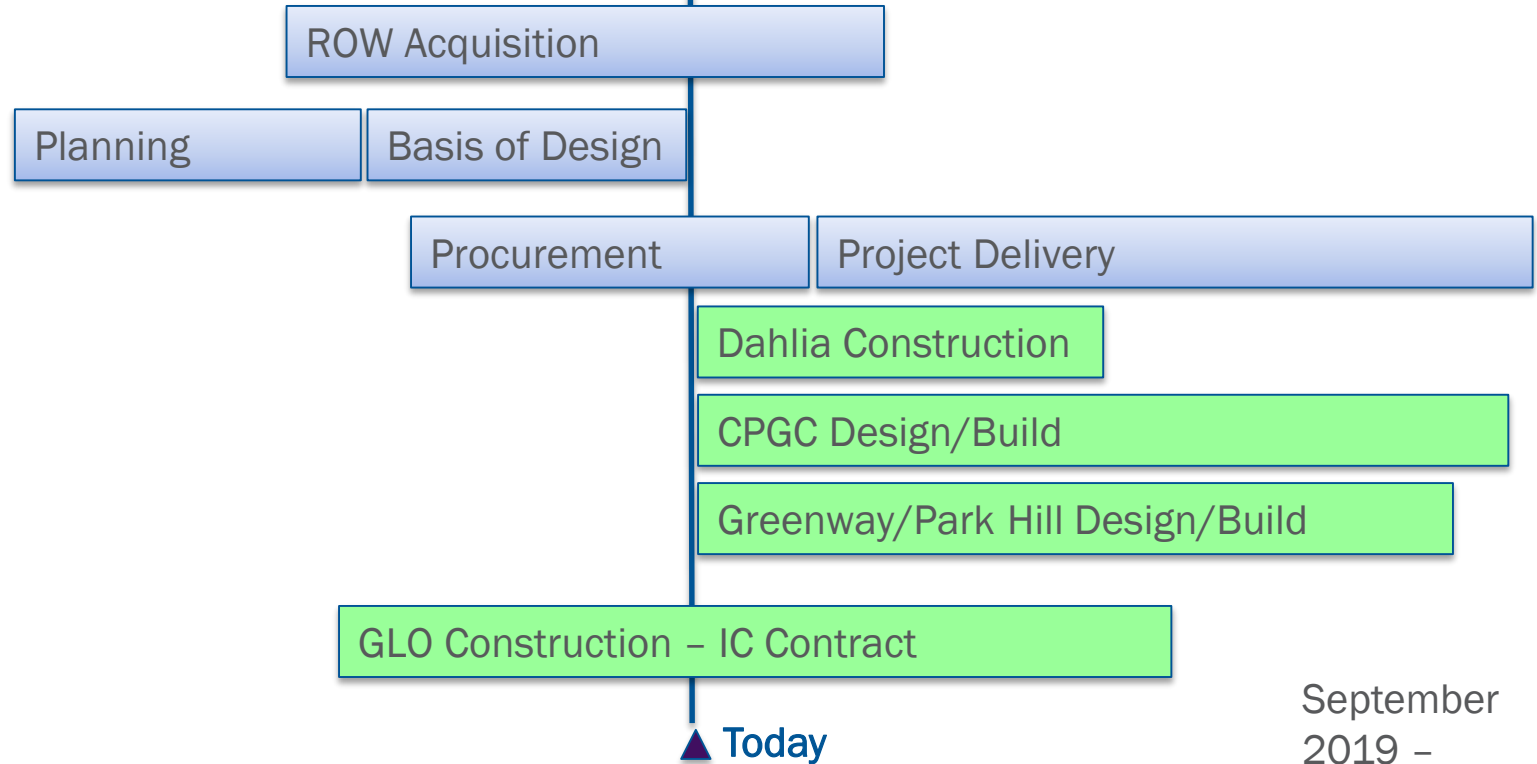 ROW Acquisition
Planning
Basis of Design
Procurement
Project Delivery
Dahlia Construction
CPGC Design/Build
Greenway/Park Hill Design/Build
GLO Construction – IC Contract
Today
September
2019 –